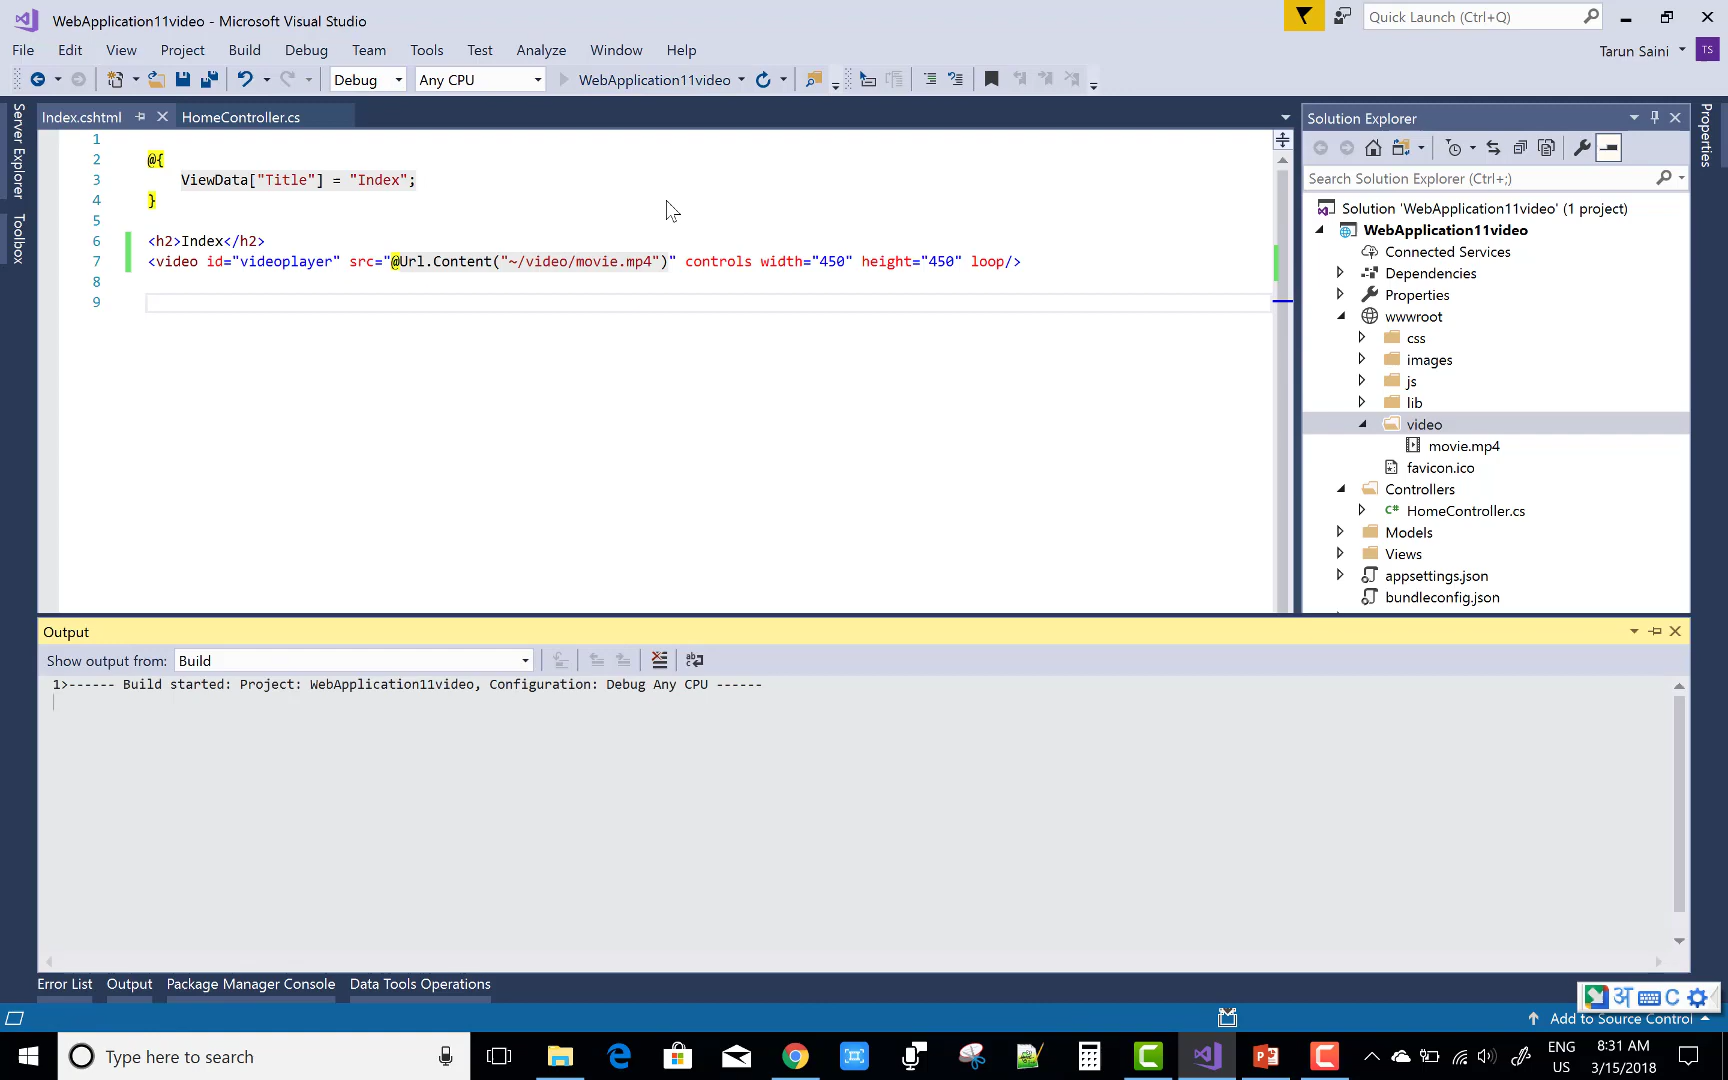 WebApplication11video - Microsoft Visual Studio
Quick Launch (Ctrl+Q)
File Edit View Project Build Debug Team Tools Test Analyze Window Help
Tarun Saini TS
Debug Any CPU WebApplication11video
Server Explorer
Toolbox
Index.cshtml HomeController.cs
1
2 @{
3 ViewData["Title"] = "Index";
4 }
5
6 <h2>Index</h2>
7 <video id="videoplayer" src="@Url.Content("~/video/movie.mp4")" controls width="450" height="450" loop/>
8
9
Solution Explorer
Search Solution Explorer (Ctrl+;)
Solution 'WebApplication11video' (1 project)
WebApplication11video
Connected Services
Dependencies
Properties
wwwroot
css
images
js
lib
video
movie.mp4
favicon.ico
Controllers
C# HomeController.cs
Models
Views
appsettings.json
bundleconfig.json
Properties
Output
Show output from: Build
1>------ Build started: Project: WebApplication11video, Configuration: Debug Any CPU ------
Error List Output Package Manager Console Data Tools Operations
अ C
Add to Source Control
Type here to search
ENG
US
8:31 AM
3/15/2018